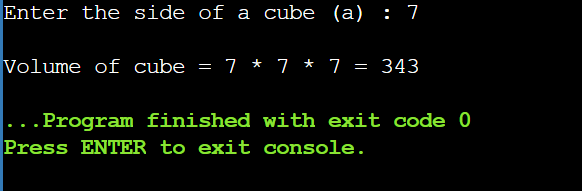 Enter the side of a cube (a) : 7
Volume of cube = 7 * 7 * 7 = 343
...Program finished with exit code 0
Press ENTER to exit console.